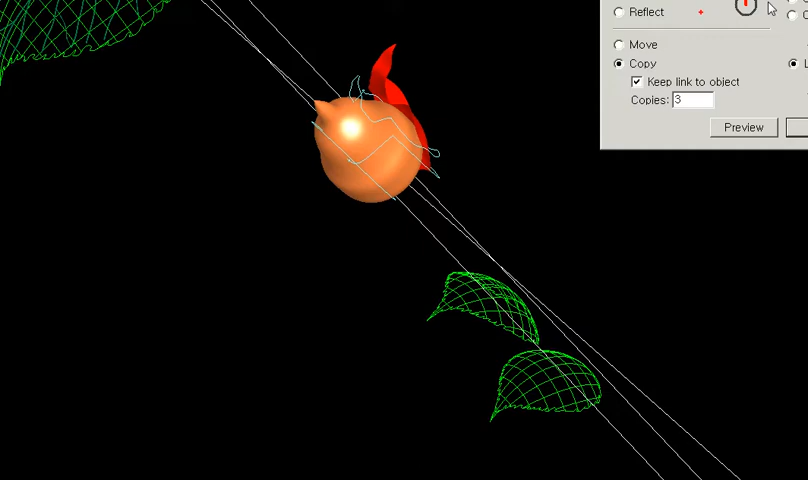 Reflect
Move
Copy
Keep link to object
Copies: 3
Preview